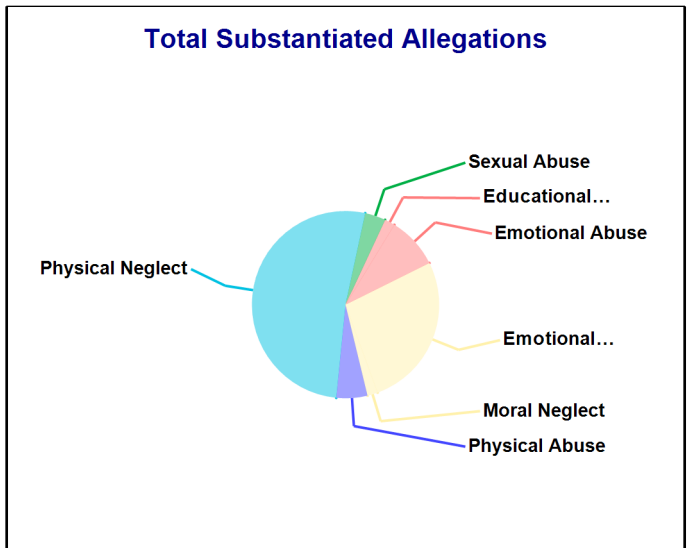 Total Substantiated Allegations
Sexual Abuse
Educational…
Emotional Abuse
Physical Neglect
Emotional…
Moral Neglect
Physical Abuse